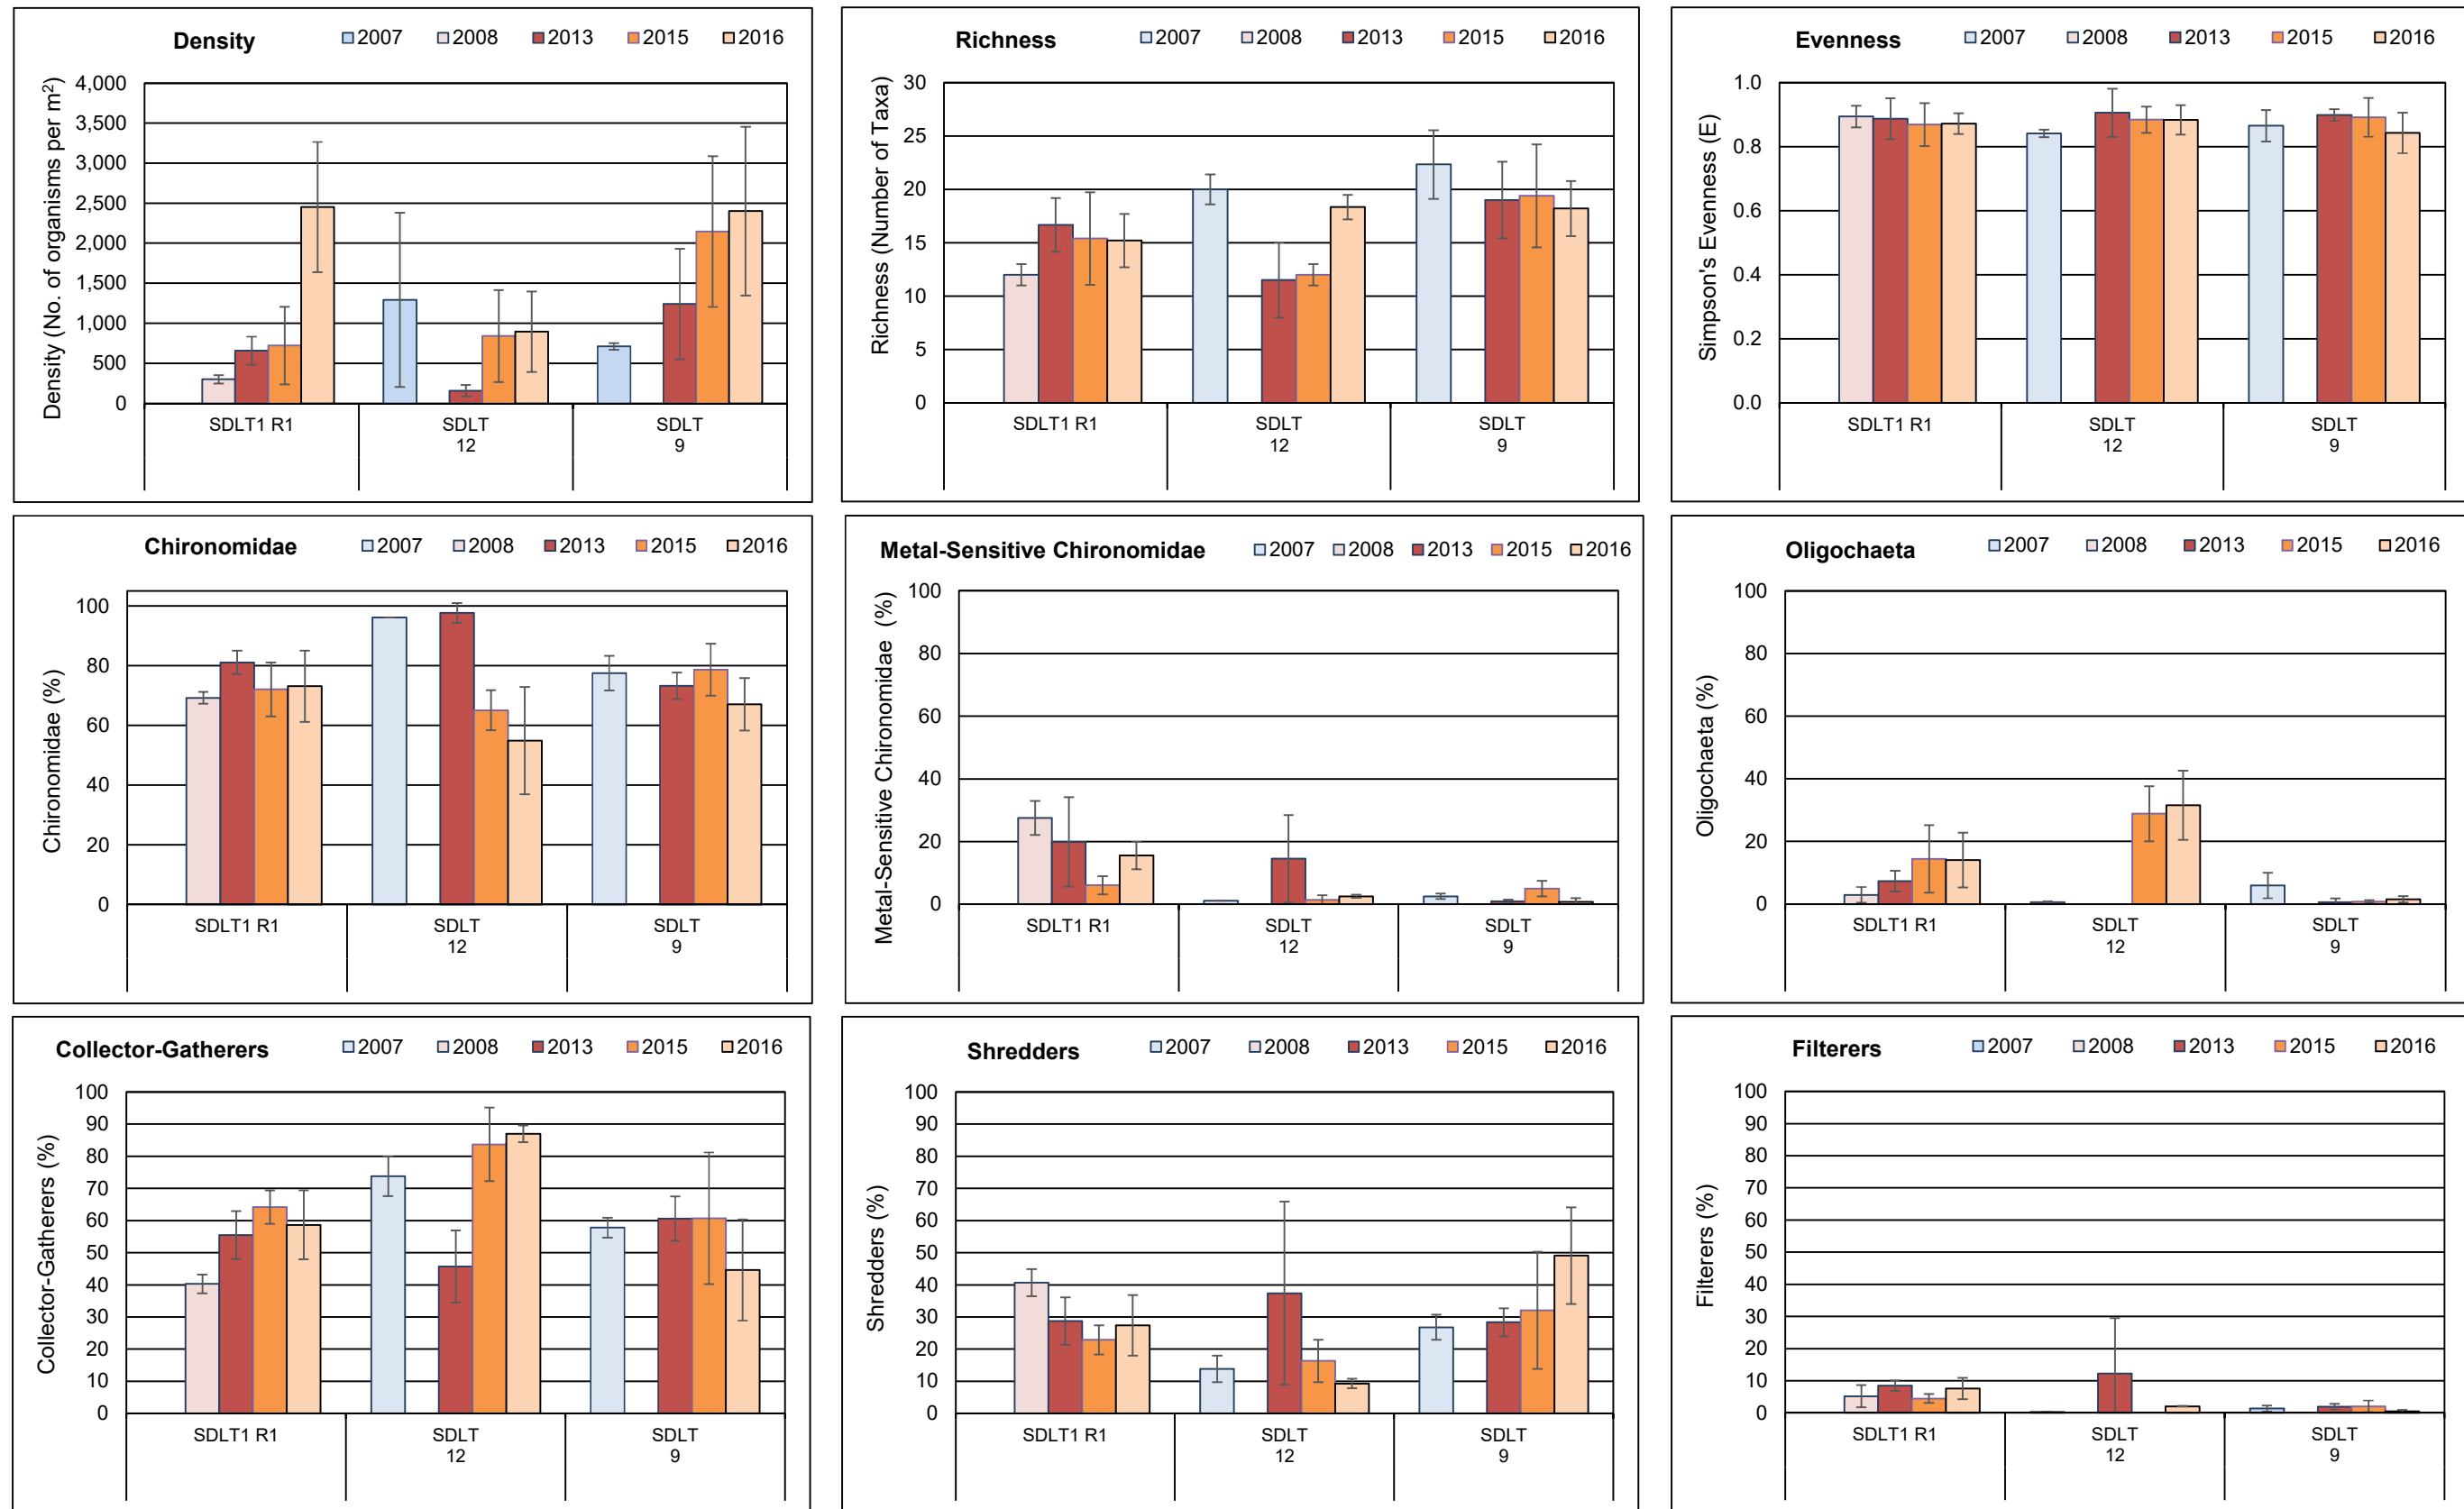 Density 2007 2008 2013 2015 2016
Density (No. of organisms per m²)
4,000
3,500
3,000
2,500
2,000
1,500
1,000
500
0
SDLT1 R1
SDLT
12
SDLT
9
Richness 2007 2008 2013 2015 2016
Richness (Number of Taxa)
30
25
20
15
10
5
0
SDLT1 R1
SDLT
12
SDLT
9
Evenness 2007 2008 2013 2015 2016
Simpson's Evenness (E)
1.0
0.8
0.6
0.4
0.2
0.0
SDLT1 R1
SDLT
12
SDLT
9
Chironomidae 2007 2008 2013 2015 2016
Chironomidae (%)
100
80
60
40
20
0
SDLT1 R1
SDLT
12
SDLT
9
Metal-Sensitive Chironomidae 2007 2008 2013 2015 2016
Metal-Sensitive Chironomidae (%)
100
80
60
40
20
0
SDLT1 R1
SDLT
12
SDLT
9
Oligochaeta 2007 2008 2013 2015 2016
Oligochaeta (%)
100
80
60
40
20
0
SDLT1 R1
SDLT
12
SDLT
9
Collector-Gatherers 2007 2008 2013 2015 2016
Collector-Gatherers (%)
100
90
80
70
60
50
40
30
20
10
0
SDLT1 R1
SDLT
12
SDLT
9
Shredders 2007 2008 2013 2015 2016
Shredders (%)
100
90
80
70
60
50
40
30
20
10
0
SDLT1 R1
SDLT
12
SDLT
9
Filterers 2007 2008 2013 2015 2016
Filterers (%)
100
90
80
70
60
50
40
30
20
10
0
SDLT1 R1
SDLT
12
SDLT
9